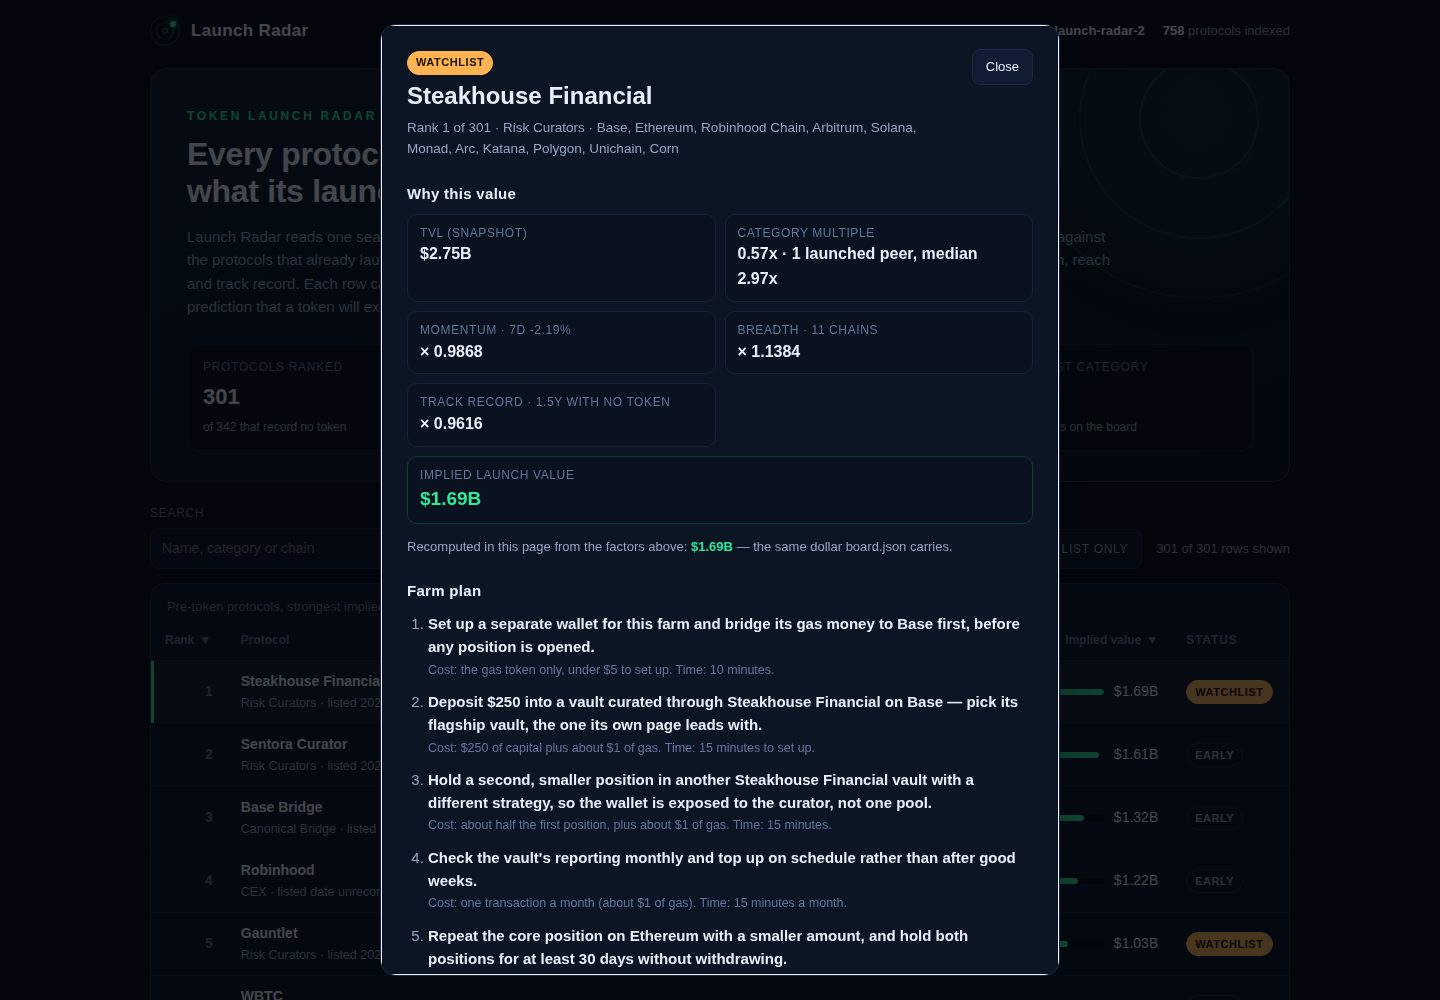 Launch Radar
launch-radar-2
758 protocols indexed
TOKEN LAUNCH RADAR
Every protoc
what its laun
Launch Radar reads one sea
against
the protocols that already lau
, reach
and track record. Each row ca
prediction that a token will ex
PROTOCOLS RANKED
301
of 342 that record no token
ST CATEGORY
s on the board
SEARCH
Name, category or chain
LIST ONLY
301 of 301 rows shown
Pre-token protocols, strongest implied
Rank ▼
Protocol
Implied value ▼
STATUS
1
Steakhouse Financia
Risk Curators · listed 202
$1.69B
WATCHLIST
2
Sentora Curator
Risk Curators · listed 202
$1.61B
EARLY
3
Base Bridge
Canonical Bridge · listed
$1.32B
EARLY
4
Robinhood
CEX · listed date unrecor
$1.22B
EARLY
5
Gauntlet
Risk Curators · listed 202
$1.03B
WATCHLIST
WBTC
WATCHLIST
Close
Steakhouse Financial
Rank 1 of 301 · Risk Curators · Base, Ethereum, Robinhood Chain, Arbitrum, Solana,
Monad, Arc, Katana, Polygon, Unichain, Corn
Why this value
TVL (SNAPSHOT)
$2.75B
CATEGORY MULTIPLE
0.57x · 1 launched peer, median
2.97x
MOMENTUM · 7D -2.19%
× 0.9868
BREADTH · 11 CHAINS
× 1.1384
TRACK RECORD · 1.5Y WITH NO TOKEN
× 0.9616
IMPLIED LAUNCH VALUE
$1.69B
Recomputed in this page from the factors above: $1.69B — the same dollar board.json carries.
Farm plan
1. Set up a separate wallet for this farm and bridge its gas money to Base first, before
any position is opened.
Cost: the gas token only, under $5 to set up. Time: 10 minutes.
2. Deposit $250 into a vault curated through Steakhouse Financial on Base — pick its
flagship vault, the one its own page leads with.
Cost: $250 of capital plus about $1 of gas. Time: 15 minutes to set up.
3. Hold a second, smaller position in another Steakhouse Financial vault with a
different strategy, so the wallet is exposed to the curator, not one pool.
Cost: about half the first position, plus about $1 of gas. Time: 15 minutes.
4. Check the vault's reporting monthly and top up on schedule rather than after good
weeks.
Cost: one transaction a month (about $1 of gas). Time: 15 minutes a month.
5. Repeat the core position on Ethereum with a smaller amount, and hold both
positions for at least 30 days without withdrawing.